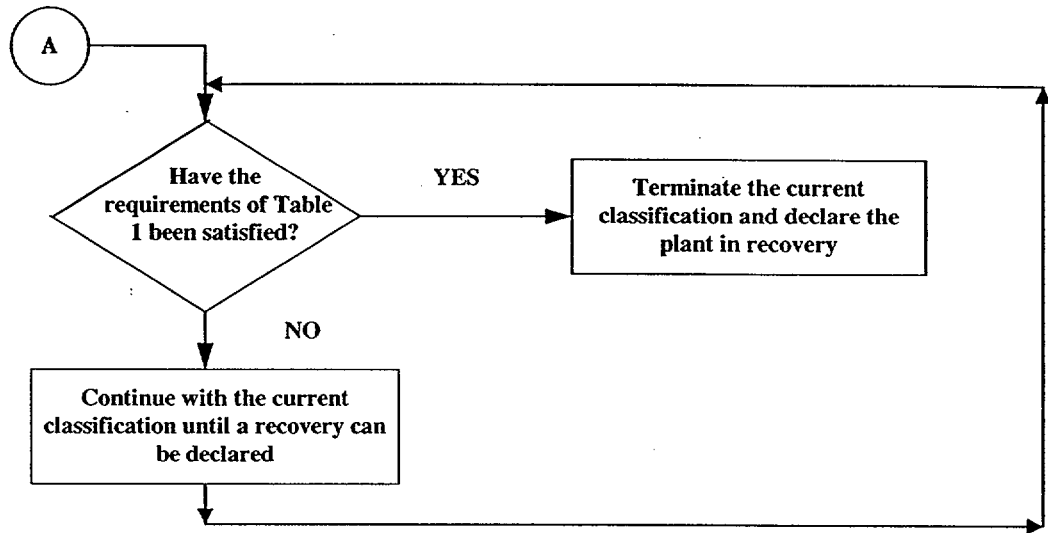 A
Have the
requirements of Table
1 been satisfied?
YES
Terminate the current
classification and declare the
plant in recovery
NO
Continue with the current
classification until a recovery can
be declared